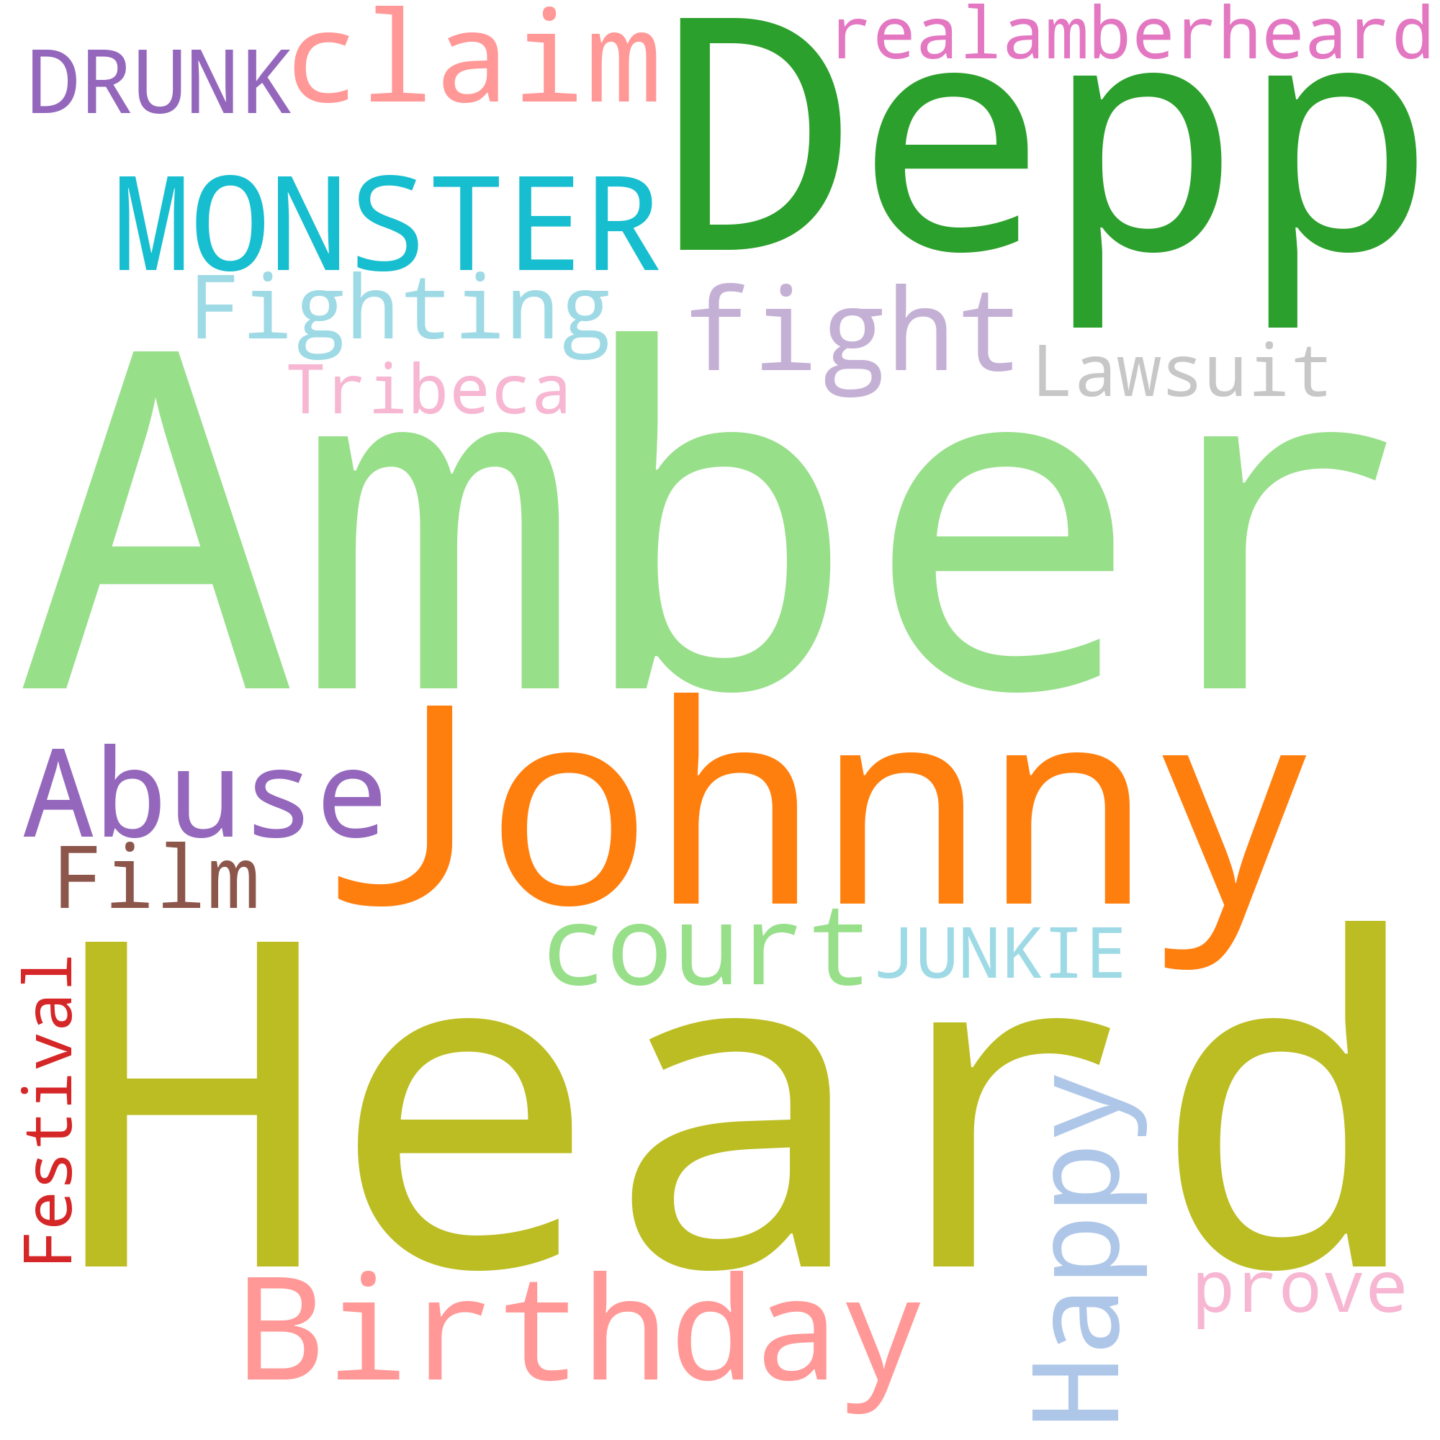 realamberheard
DRUNK
claim
Depp
MONSTER
Fighting
fight
Tribeca
Lawsuit
Amber
Johnny
Abuse
Film
court
JUNKIE
Heard
Festival
Happy
Birthday
prove